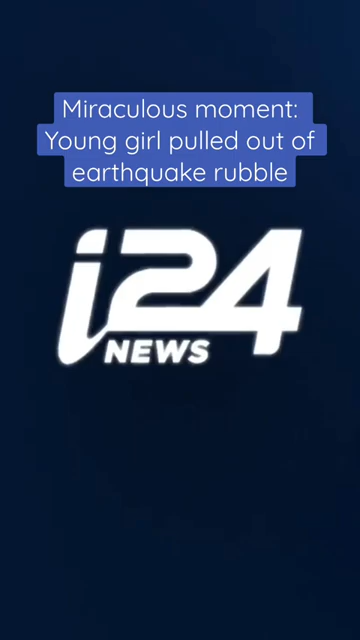 Miraculous moment:
Young girl pulled out of
earthquake rubble
i24
NEWS